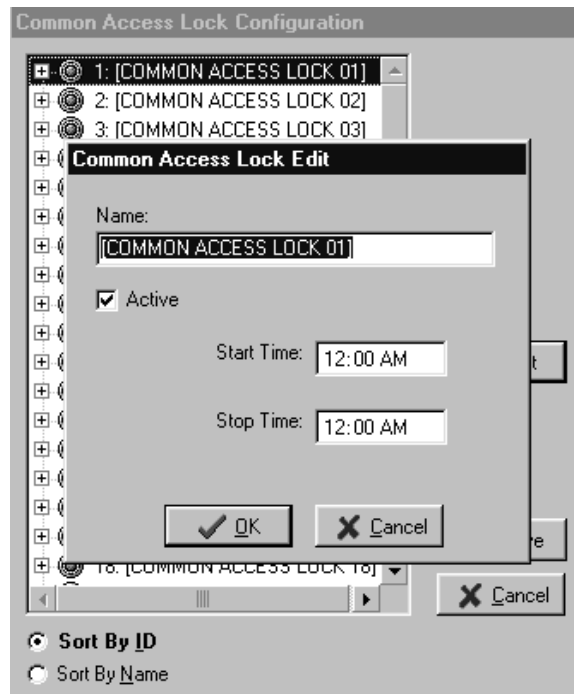 Common Access Lock Configuration
1: [COMMON ACCESS LOCK 01]
2: [COMMON ACCESS LOCK 02]
3: [COMMON ACCESS LOCK 03]
Common Access Lock Edit
Name:
[COMMON ACCESS LOCK 01]
Active
Start Time: 12:00 AM
Stop Time: 12:00 AM
OK
Cancel
18: [COMMON ACCESS LOCK 18]
Cancel
Sort By ID
Sort By Name